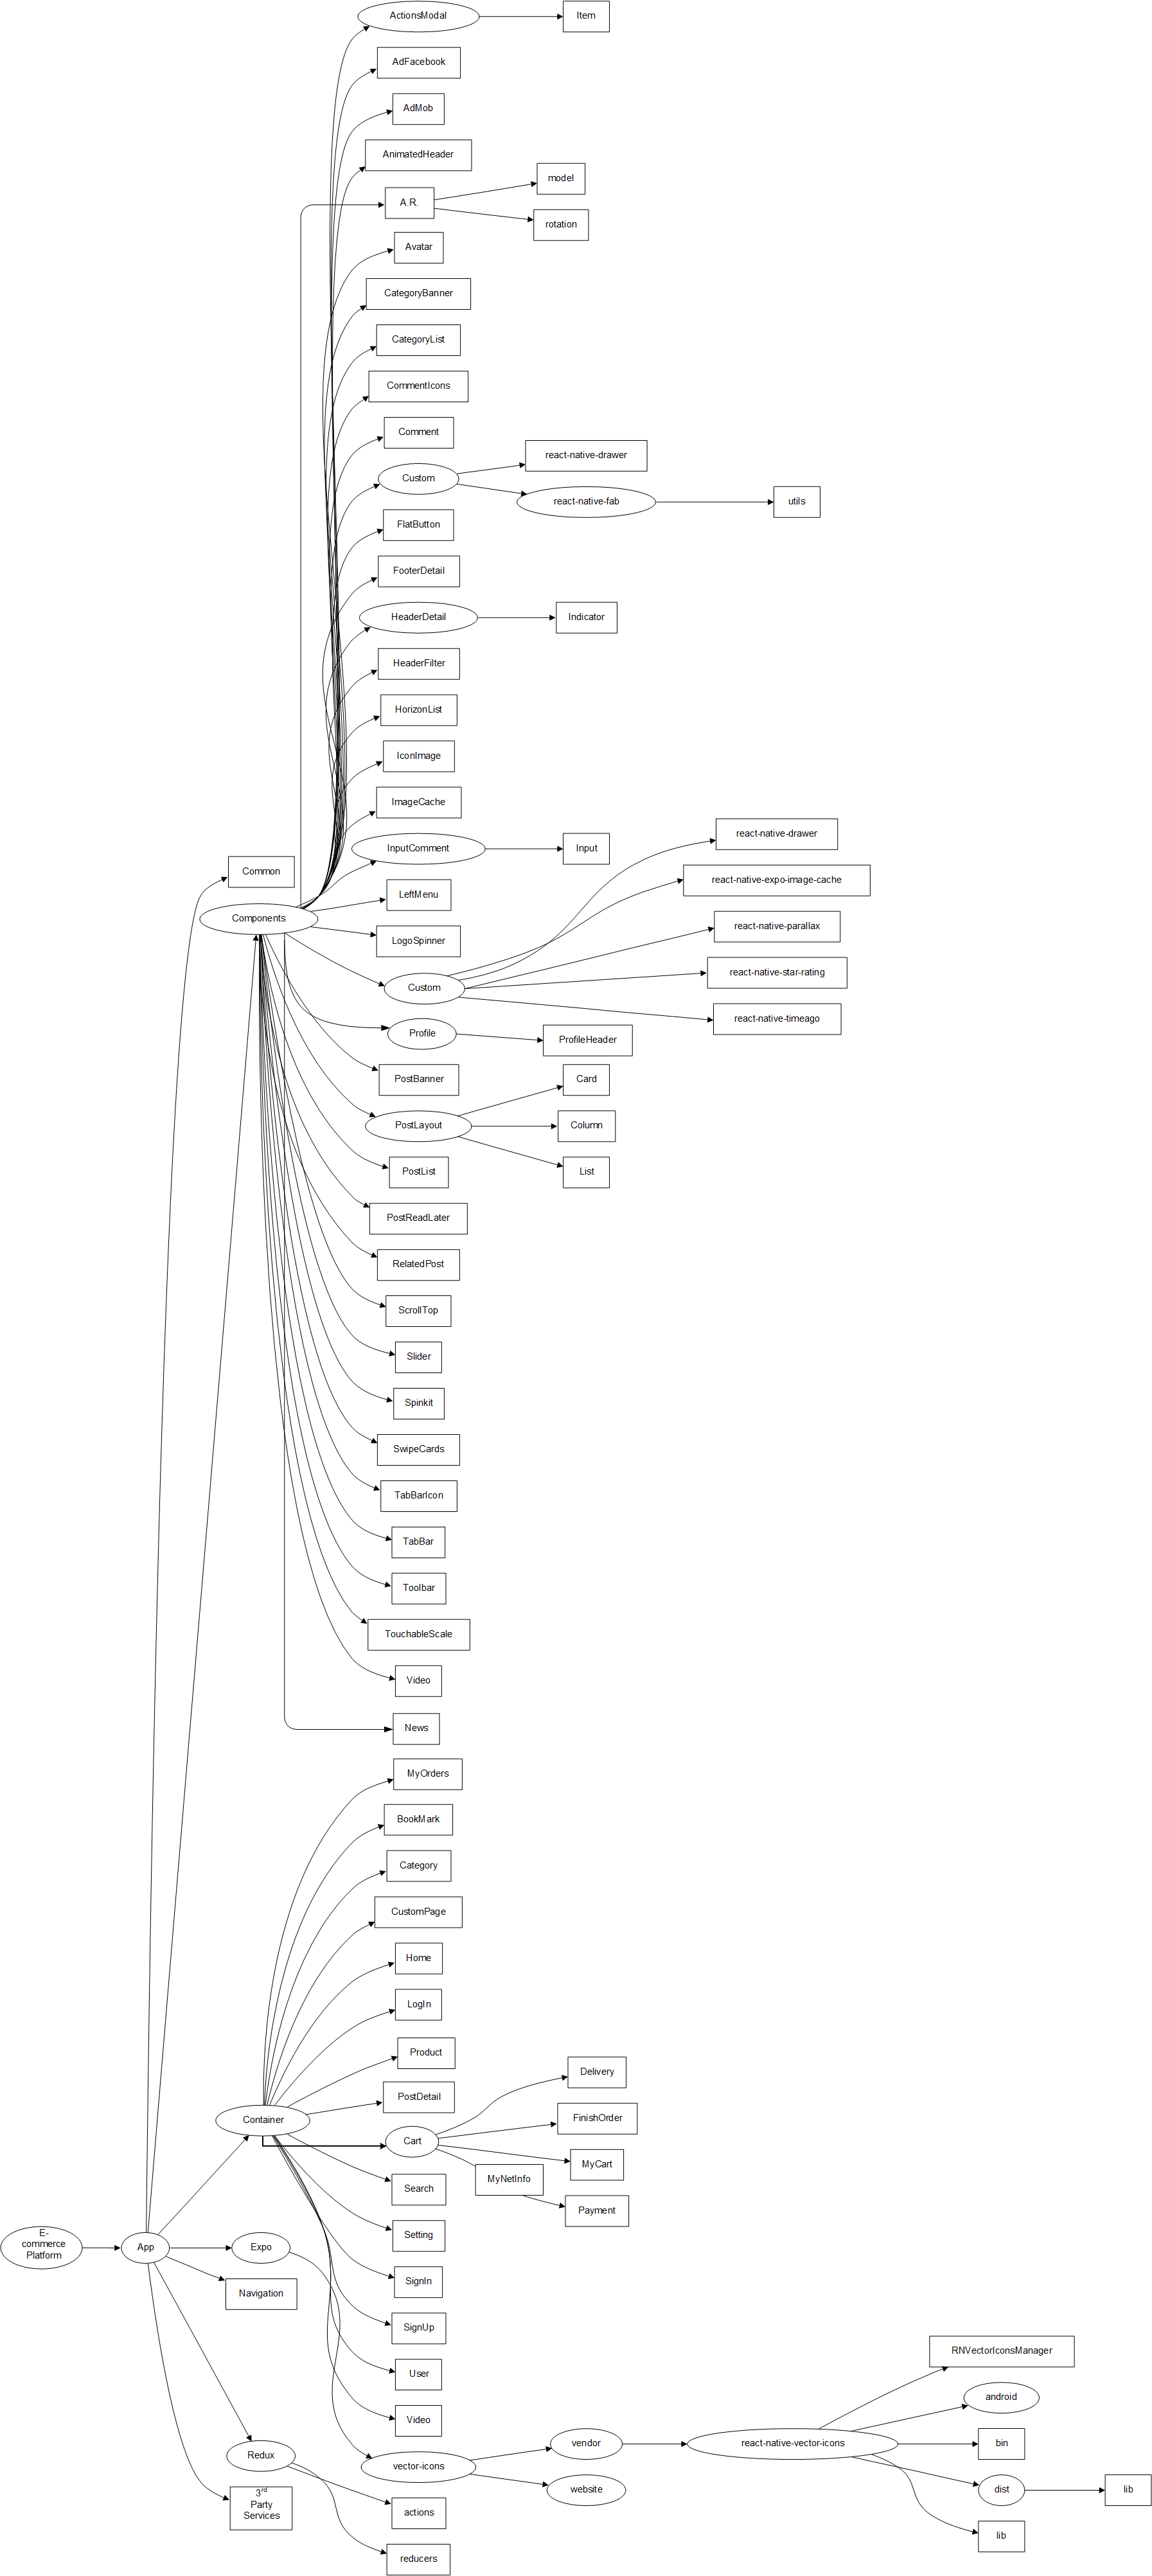 ActionsModal
Item
AdFacebook
AdMob
AnimatedHeader
model
A.R.
rotation
Avatar
CategoryBanner
CategoryList
CommentIcons
Comment
react-native-drawer
Custom
react-native-fab
utils
FlatButton
FooterDetail
HeaderDetail
Indicator
HeaderFilter
HorizonList
IconImage
ImageCache
react-native-drawer
InputComment
Input
Common
react-native-expo-image-cache
LeftMenu
Components
react-native-parallax
LogoSpinner
react-native-star-rating
Custom
react-native-timeago
Profile
ProfileHeader
PostBanner
Card
PostLayout
Column
PostList
List
PostReadLater
RelatedPost
ScrollTop
Slider
Spinkit
SwipeCards
TabBarIcon
TabBar
Toolbar
TouchableScale
Video
News
MyOrders
BookMark
Category
CustomPage
Home
LogIn
Product
Delivery
PostDetail
Container
FinishOrder
Cart
MyCart
MyNetInfo
Search
Payment
Setting
E-
commerce
Platform
App
Expo
SignIn
Navigation
SignUp
RNVectorIconsManager
User
android
Video
vendor
react-native-vector-icons
bin
Redux
vector-icons
website
dist
lib
3rd
Party
Services
actions
lib
reducers